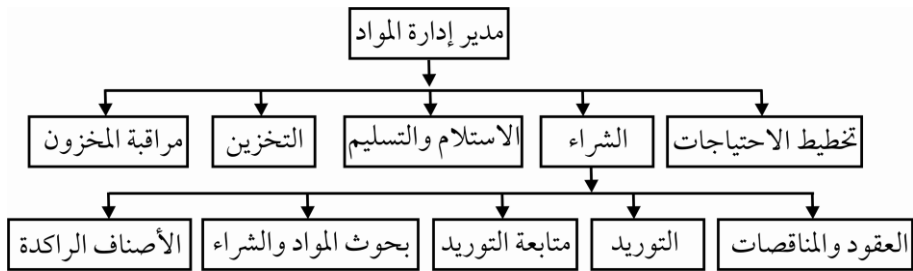 مدير إدارة المواد
تخطيط الاحتياجات
الشراء
الاستلام والتسليم
التخزين
مراقبة المخزون
العقود والمناقصات
التوريد
متابعة التوريد
بحوث المواد والشراء
الأصناف الراكدة